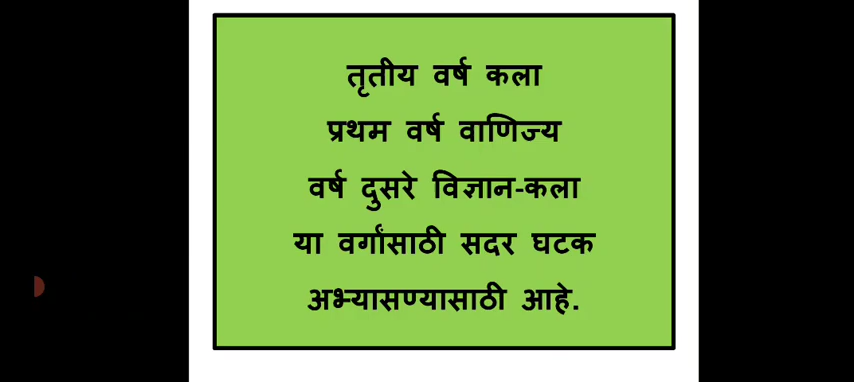 तृतीय वर्ष कला
प्रथम वर्ष वाणिज्य
वर्ष दुसरे विज्ञान-कला
या वर्गांसाठी सदर घटक
अभ्यासण्यासाठी आहे.